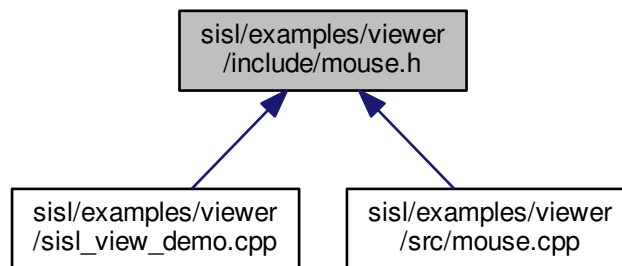 sisl/examples/viewer
/include/mouse.h
sisl/examples/viewer
/sisl_view_demo.cpp
sisl/examples/viewer
/src/mouse.cpp